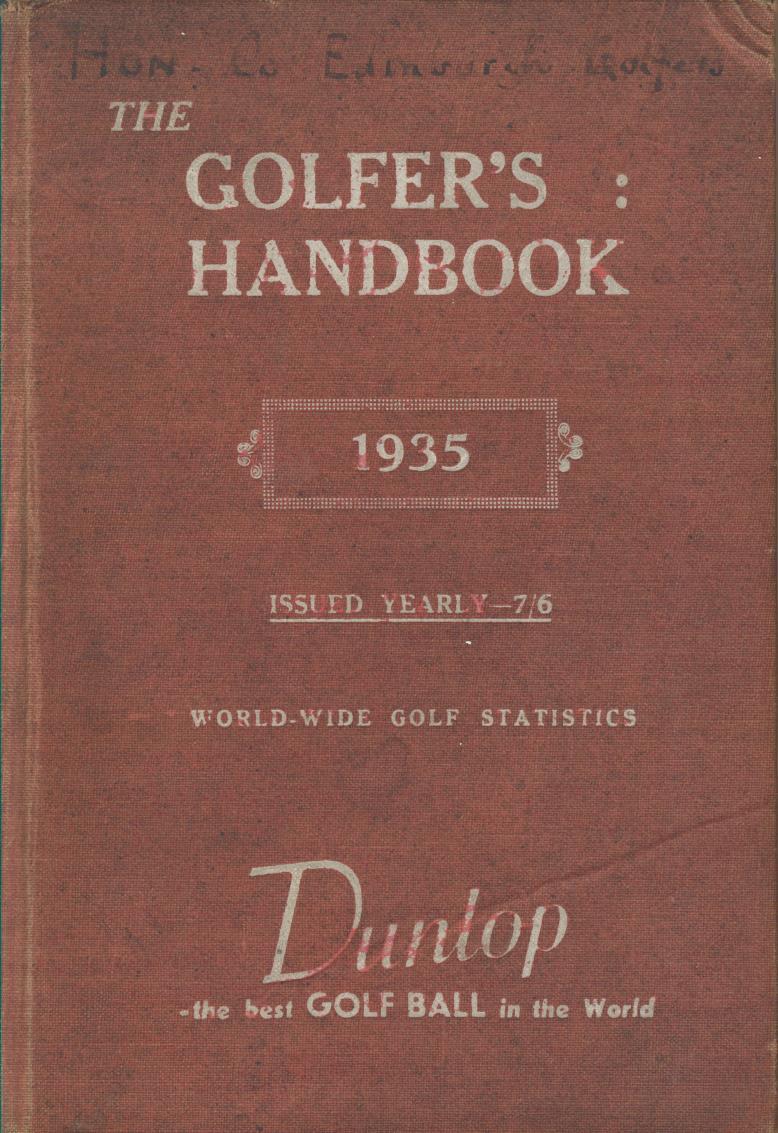 Hon. Co Edinburgh Golfers
THE
GOLFER'S :
HANDBOOK
1935
ISSUED YEARLY—7/6
WORLD-WIDE GOLF STATISTICS
Dunlop
-the best GOLF BALL in the World